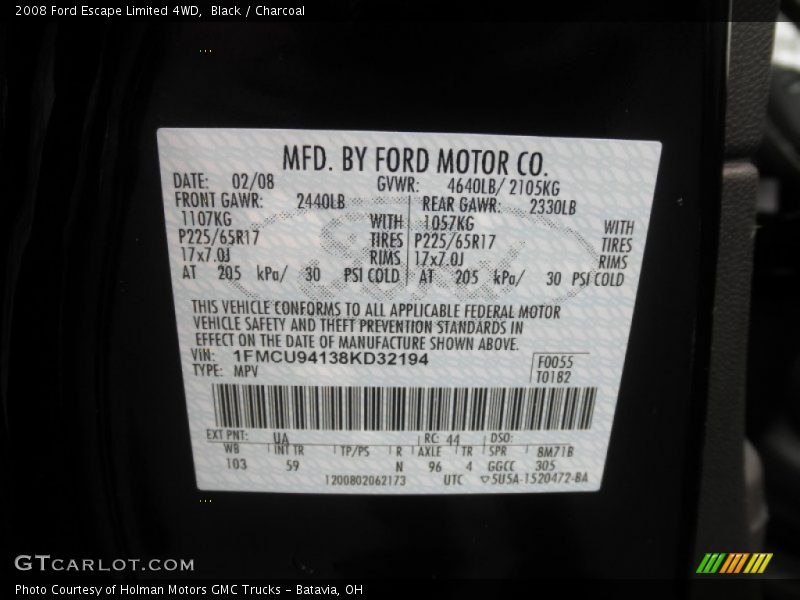 2008 Ford Escape Limited 4WD, Black / Charcoal
MFD. BY FORD MOTOR CO.
DATE: 02/08 GVWR: 4640LB/ 2105KG
FRONT GAWR: 2440LB REAR GAWR: 2330LB
1107KG WITH 1057KG WITH
P225/65R17 TIRES P225/65R17 TIRES
17x7.0J RIMS 17x7.0J RIMS
AT 205 kPa/ 30 PSI COLD AT 205 kPa/ 30 PSI COLD
THIS VEHICLE CONFORMS TO ALL APPLICABLE FEDERAL MOTOR
VEHICLE SAFETY AND THEFT PREVENTION STANDARDS IN
EFFECT ON THE DATE OF MANUFACTURE SHOWN ABOVE.
VIN: 1FMCU94138KD32194 F0055
TYPE: MPV T0182
EXT PNT: UA RC: 44 DSO:
WB INT TR TP/PS R AXLE TR SPR 8M71B
103 59 N 96 4 GGCC 305
1200802062173 UTC ▽5U5A-1520472-BA
GTCARLOT.COM
Photo Courtesy of Holman Motors GMC Trucks - Batavia, OH